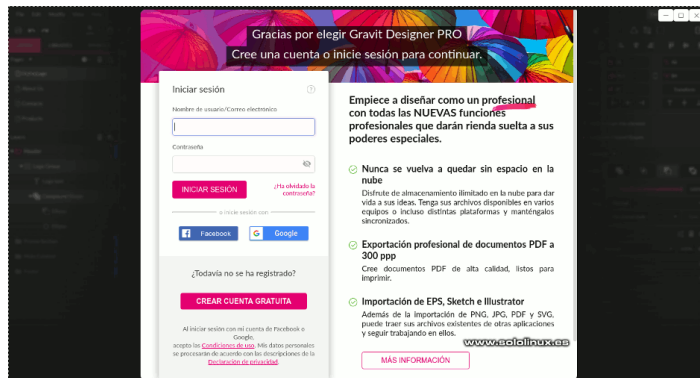 Gracias por elegir Gravit Designer PRO
Cree una cuenta o inicie sesión para continuar.
Iniciar sesión
Nombre de usuario/Correo electrónico
Contraseña
INICIAR SESIÓN
¿Ha olvidado la
contraseña?
o inicie sesión con
Facebook
Google
¿Todavía no se ha registrado?
CREAR CUENTA GRATUITA
Al iniciar sesión con mi cuenta de Facebook o
Google,
acepto las Condiciones de uso. Mis datos personales
se procesarán de acuerdo con las descripciones de la
Declaración de privacidad.
Empiece a diseñar como un profesional
con todas las NUEVAS funciones
profesionales que darán rienda suelta a sus
poderes especiales.
Nunca se vuelva a quedar sin espacio en la
nube
Disfrute de almacenamiento ilimitado en la nube para dar
vida a sus ideas. Tenga sus archivos disponibles en varios
equipos o incluso distintas plataformas y manténgalos
sincronizados.
Exportación profesional de documentos PDF a
300 ppp
Cree documentos PDF de alta calidad, listos para
imprimir.
Importación de EPS, Sketch e Illustrator
Además de la importación de PNG, JPG, PDF y SVG,
puede traer sus archivos existentes de otras aplicaciones
y seguir trabajando en ellos.
www.sololinux.es
MÁS INFORMACIÓN